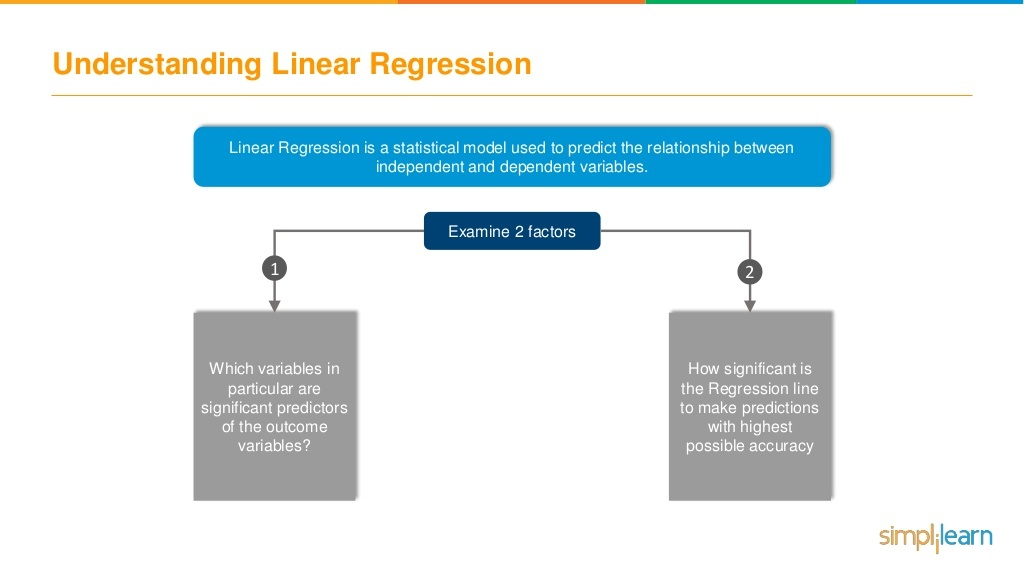 Understanding Linear Regression
Linear Regression is a statistical model used to predict the relationship between
independent and dependent variables.
Examine 2 factors
1
2
Which variables in
particular are
significant predictors
of the outcome
variables?
How significant is
the Regression line
to make predictions
with highest
possible accuracy
simplilearn